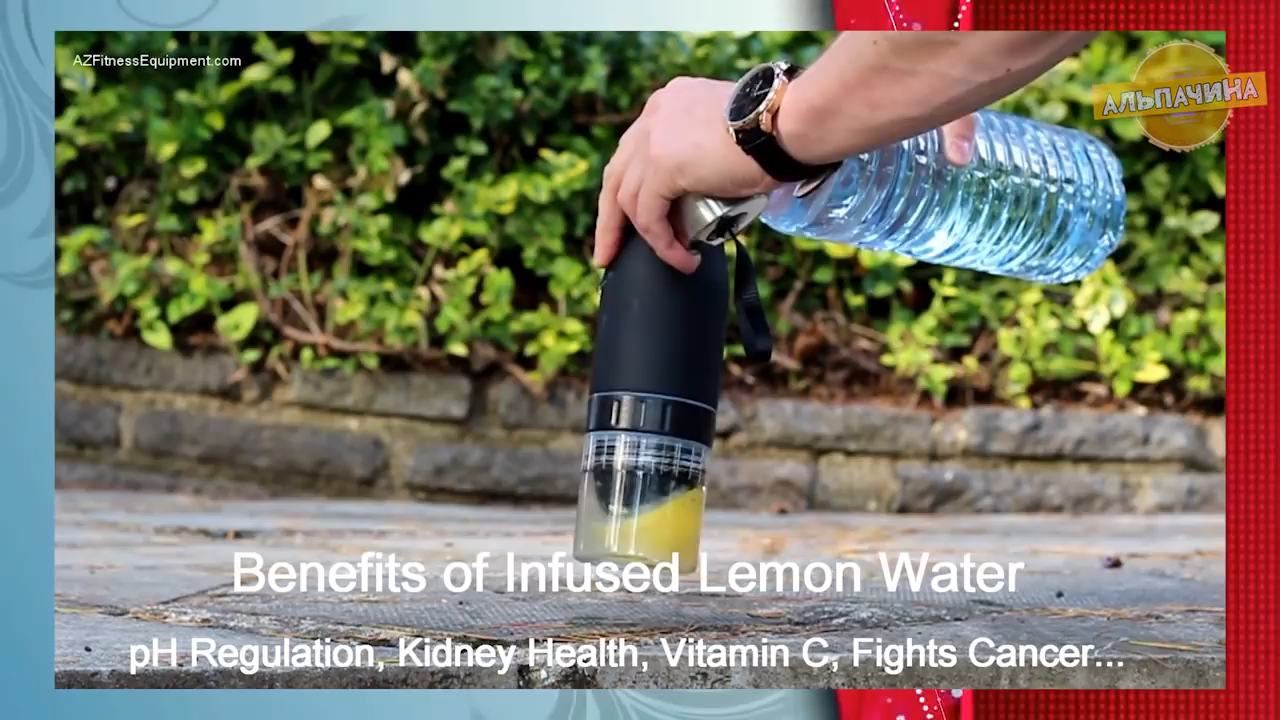 AZFitnessEquipment.com
АЛЬПАЧИНА
Benefits of Infused Lemon Water
pH Regulation, Kidney Health, Vitamin C, Fights Cancer...